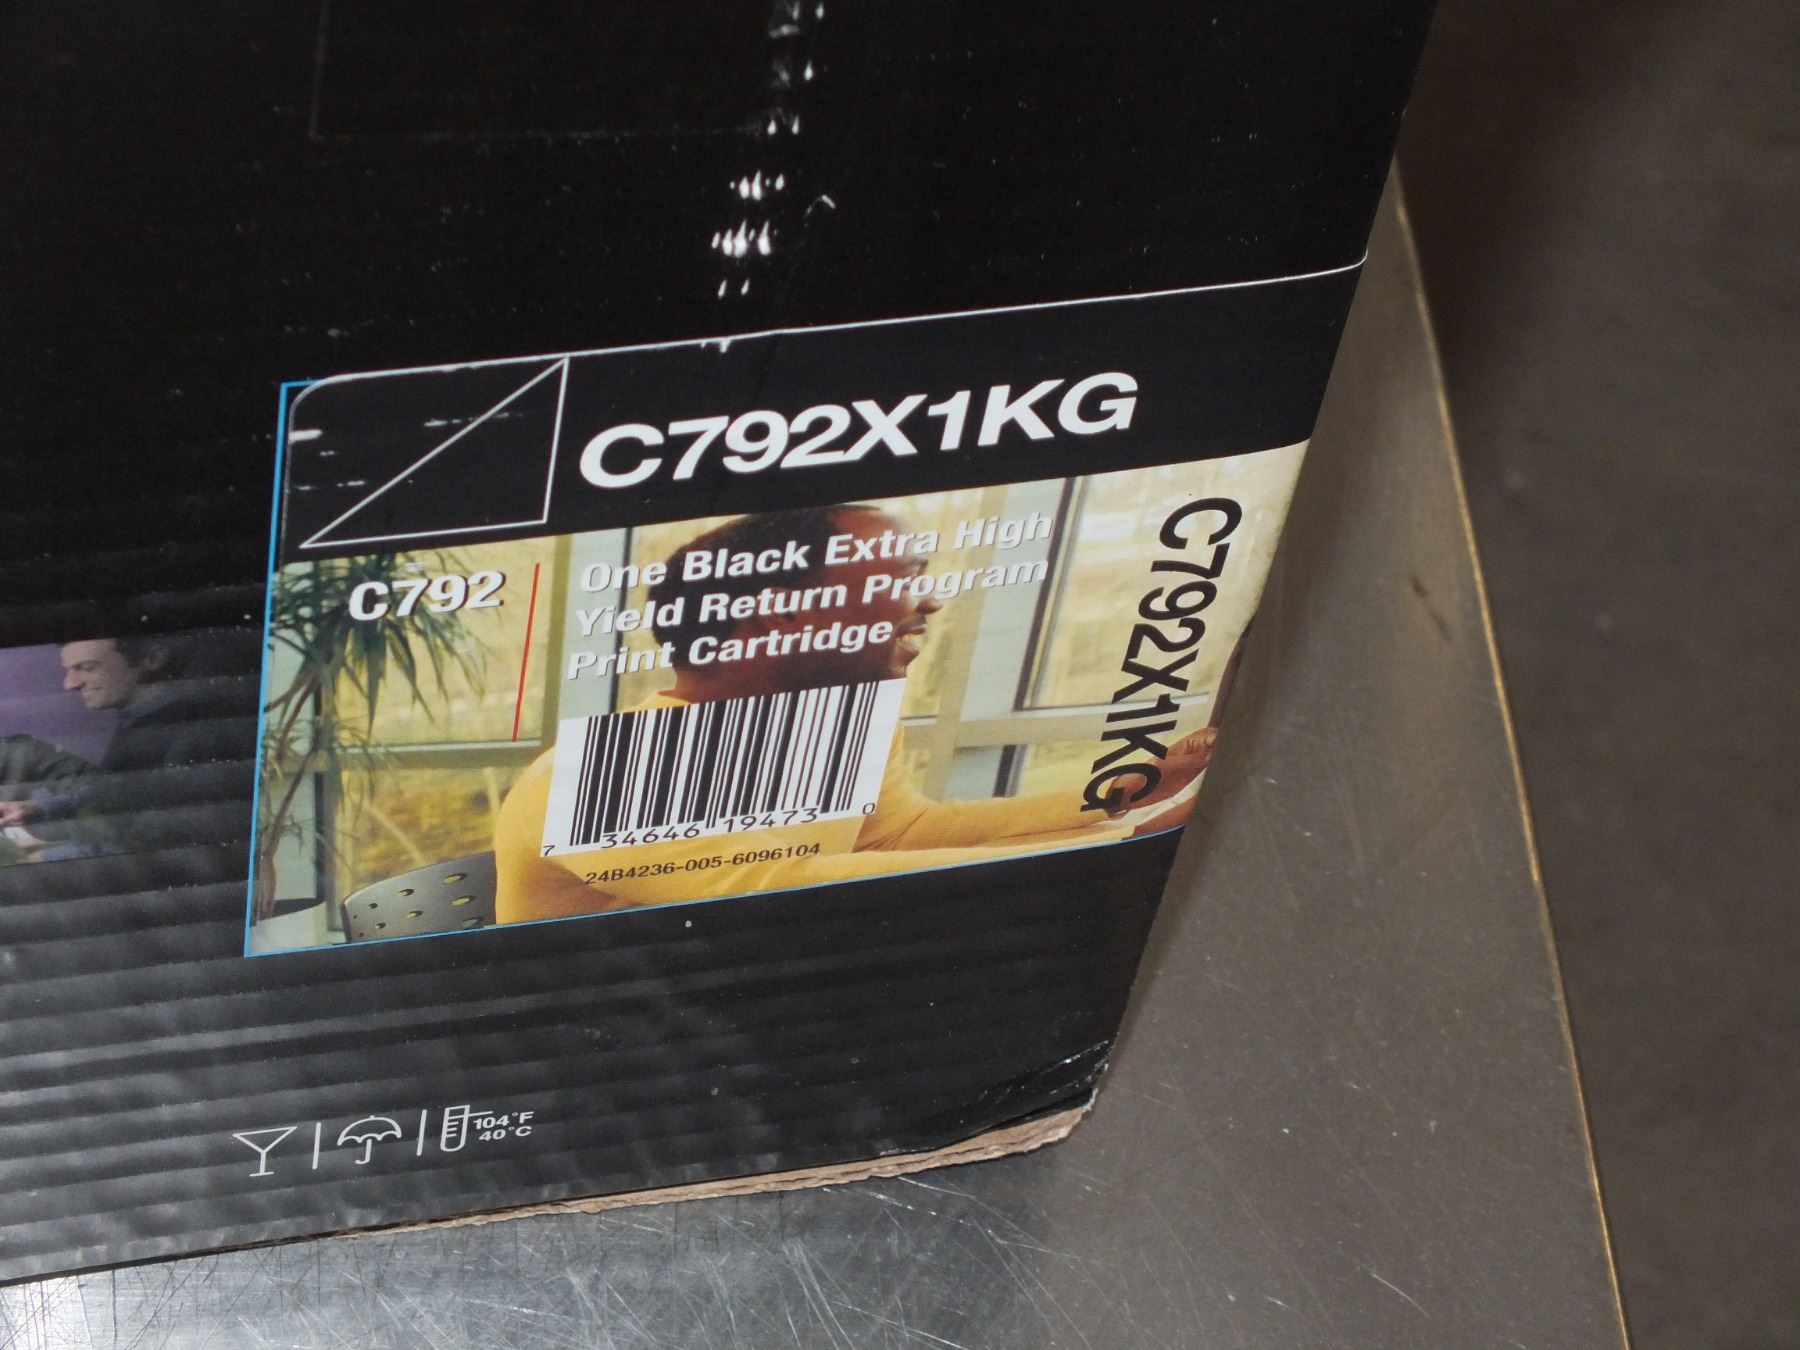 C792X1KG
C792
One Black Extra High
Yield Return Program
Print Cartridge
C792X1KG
7 34646 19473 0
24B4236-005-6096104
104°F
40°C